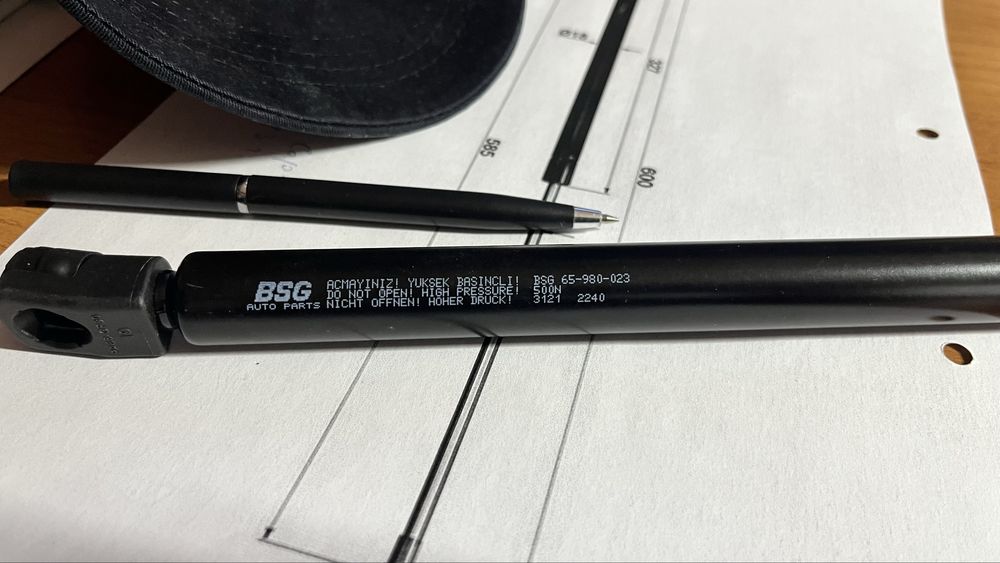 Ø18
327
585
600
BSG
AUTO PARTS
ACMAYINIZ! YUKSEK BASINCLI! BSG 65-980-023
DO NOT OPEN! HIGH PRESSURE! 500N
NICHT OFFNEN! HOHER DRUCK! 3121 2240